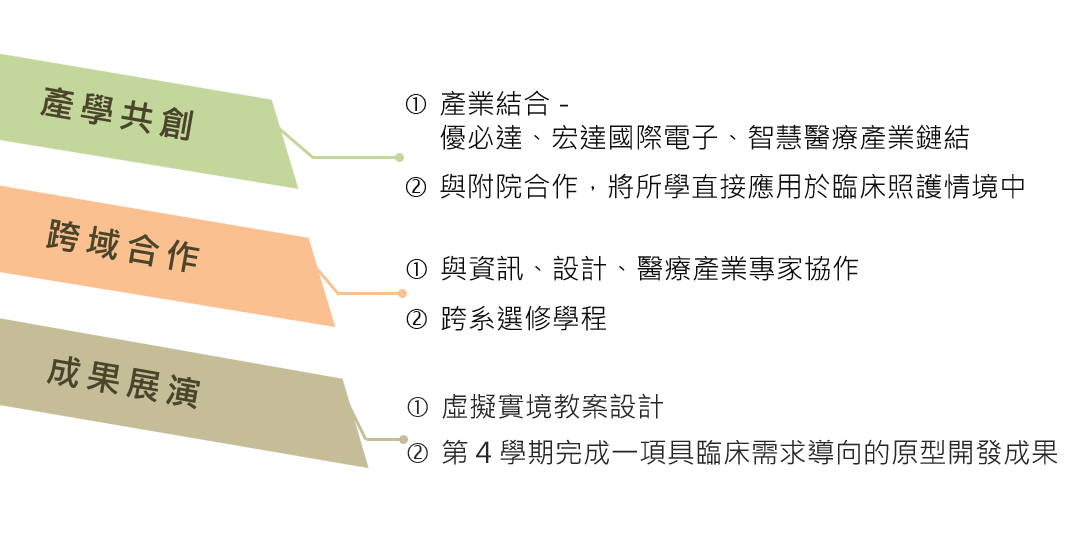 產學共創
① 產業結合 -
優必達、宏達國際電子、智慧醫療產業鏈結
② 與附院合作，將所學直接應用於臨床照護情境中
跨域合作
① 與資訊、設計、醫療產業專家協作
② 跨系選修學程
成果展演
① 虛擬實境教案設計
② 第 4 學期完成一項具臨床需求導向的原型開發成果